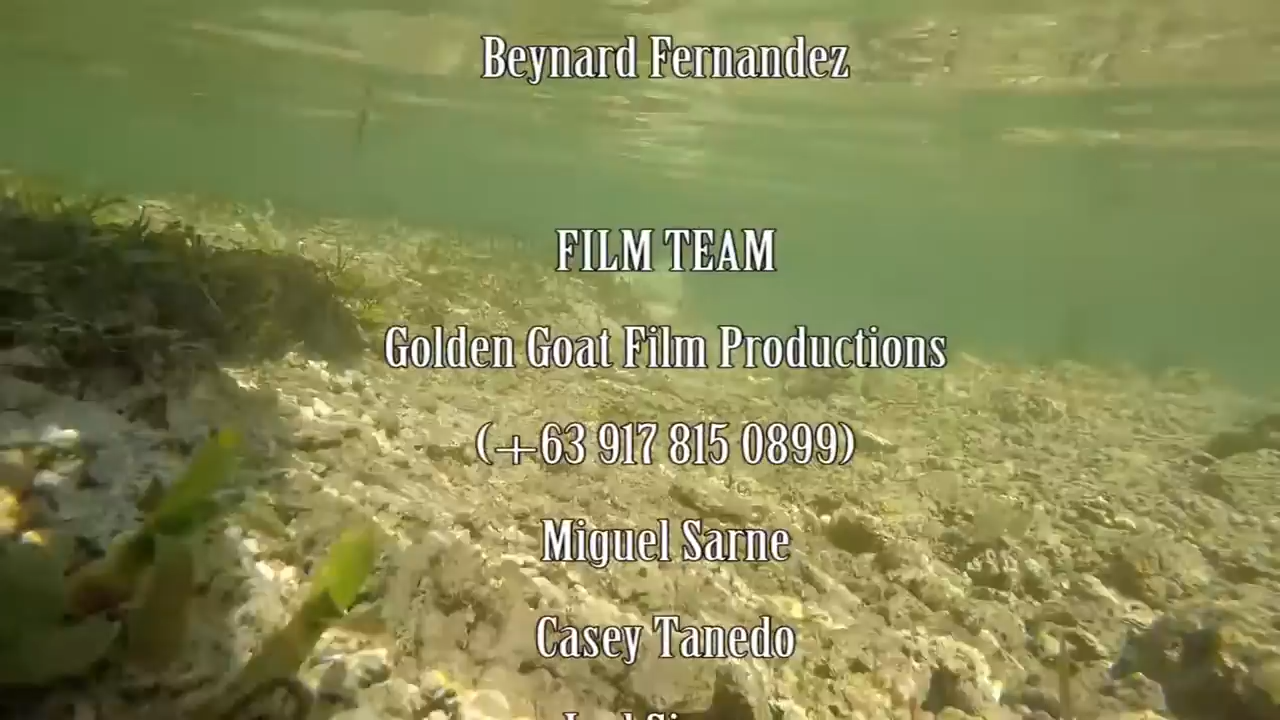 Beynard Fernandez
FILM TEAM
Golden Goat Film Productions
(+63 917 815 0899)
Miguel Sarne
Casey Tanedo